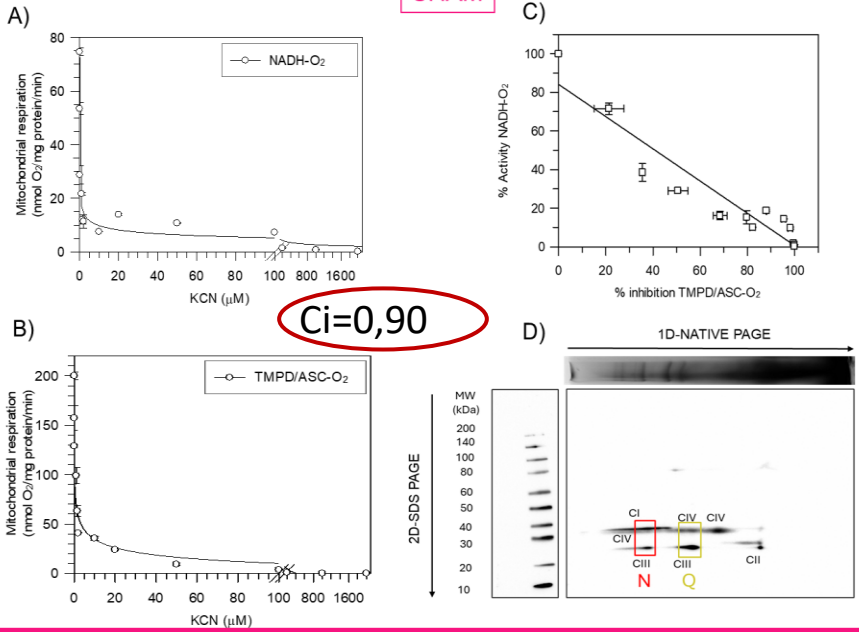 A)
Mitochondrial respiration
(nmol O₂/mg protein/min)
80
60
40
20
0
NADH-O₂
0 20 40 60 80 100 800 1600
KCN (µM)
C)
% Activity NADH-O₂
100
80
60
40
20
0
0 20 40 60 80 100
% inhibition TMPD/ASC-O₂
Ci=0,90
B)
Mitochondrial respiration
(nmol O₂/mg protein/min)
200
150
100
50
0
TMPD/ASC-O₂
0 20 40 60 80 100 800 1600
KCN (µM)
D)
1D-NATIVE PAGE
2D-SDS PAGE
MW
(kDa)
200
140
100
80
60
50
40
30
20
10
CI
CIV CIV
CIV
CIII CIII CII
N Q